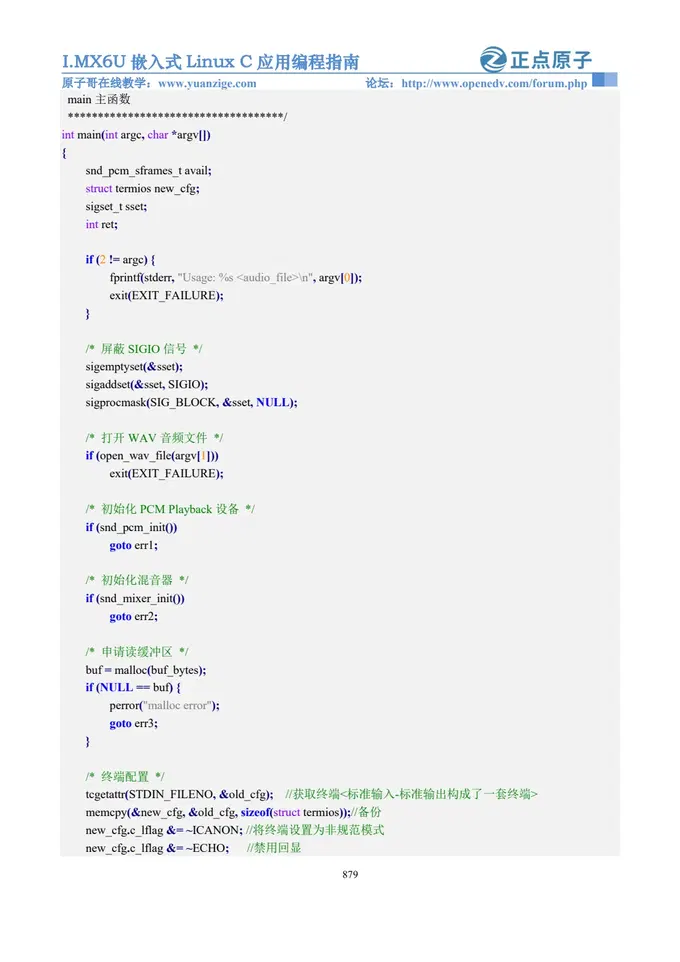 I.MX6U 嵌入式 Linux C 应用编程指南
正点原子
原子哥在线教学：www.yuanzige.com 论坛：http://www.openedv.com/forum.php
main 主函数
************************************/
int main(int argc, char *argv[])
{
snd_pcm_sframes_t avail;
struct termios new_cfg;
sigset_t sset;
int ret;
if (2 != argc) {
fprintf(stderr, "Usage: %s <audio_file>\n", argv[0]);
exit(EXIT_FAILURE);
}
/* 屏蔽 SIGIO 信号 */
sigemptyset(&sset);
sigaddset(&sset, SIGIO);
sigprocmask(SIG_BLOCK, &sset, NULL);
/* 打开 WAV 音频文件 */
if (open_wav_file(argv[1]))
exit(EXIT_FAILURE);
/* 初始化 PCM Playback 设备 */
if (snd_pcm_init())
goto err1;
/* 初始化混音器 */
if (snd_mixer_init())
goto err2;
/* 申请读缓冲区 */
buf = malloc(buf_bytes);
if (NULL == buf) {
perror("malloc error");
goto err3;
}
/* 终端配置 */
tcgetattr(STDIN_FILENO, &old_cfg); //获取终端<标准输入-标准输出构成了一套终端>
memcpy(&new_cfg, &old_cfg, sizeof(struct termios));//备份
new_cfg.c_lflag &= ~ICANON; //将终端设置为非规范模式
new_cfg.c_lflag &= ~ECHO; //禁用回显
879